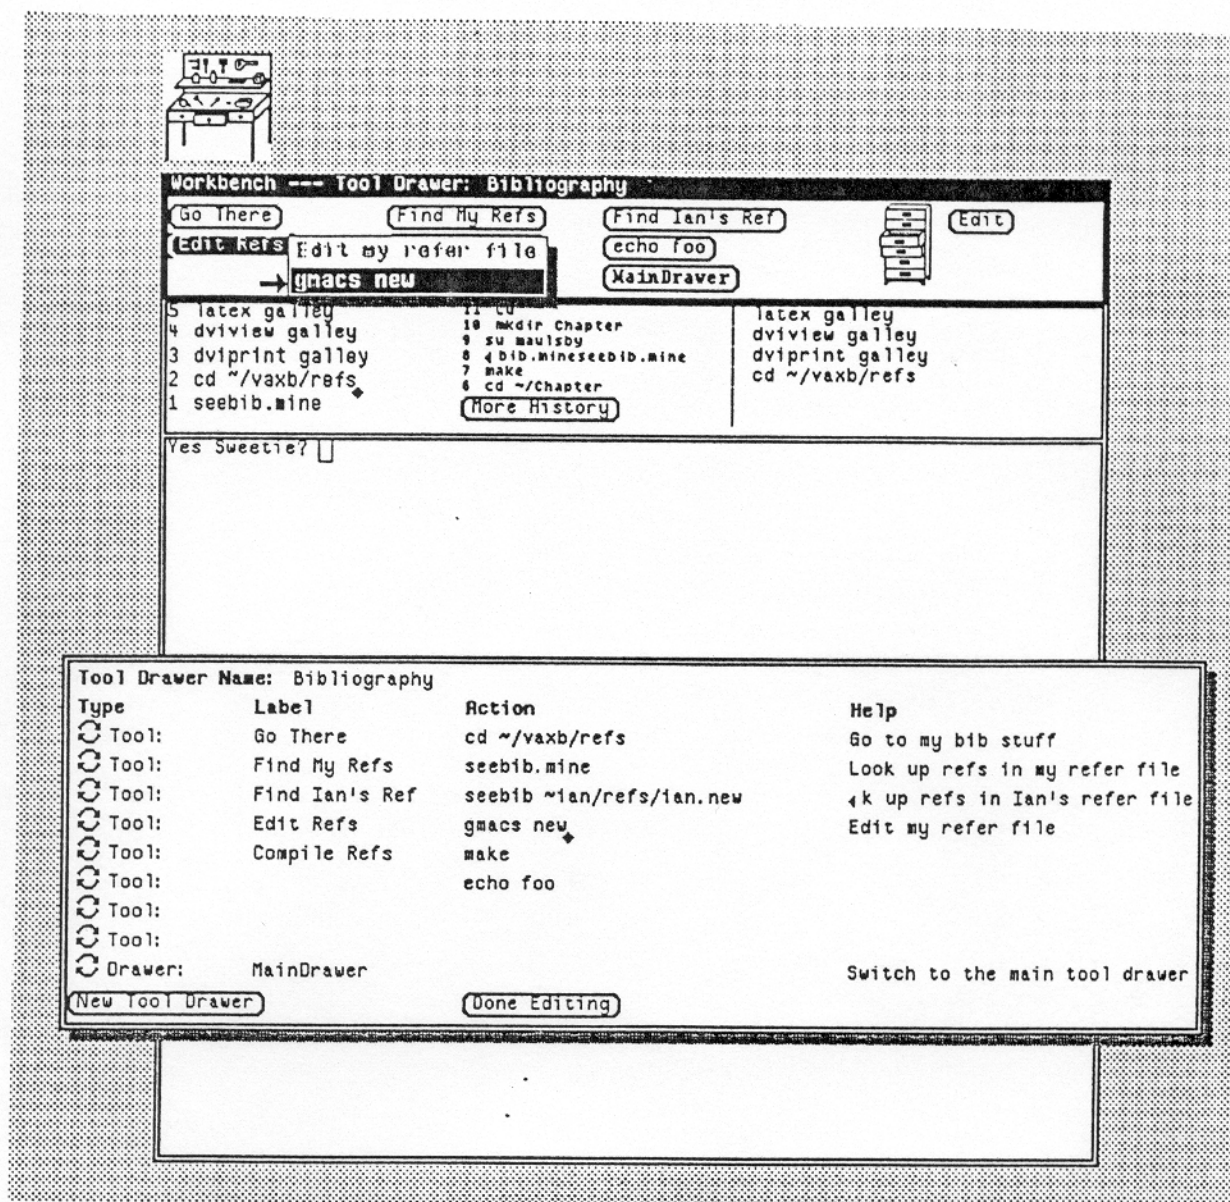 Workbench --- Tool Drawer: Bibliography
Go There Find My Refs Find Ian's Ref Edit
Edit Refs Edit my refer file echo foo
gmacs new MainDrawer
5 latex galley
4 dviview galley
3 dviprint galley
2 cd ~/vaxb/refs
1 seebib.mine
11 cd
10 mkdir Chapter
9 su maulsby
8 bib.mineseebib.mine
7 make
6 cd ~/Chapter
More History
latex galley
dviview galley
dviprint galley
cd ~/vaxb/refs
Yes Sweetie?
Tool Drawer Name: Bibliography
Type Label Action Help
Tool: Go There cd ~/vaxb/refs Go to my bib stuff
Tool: Find My Refs seebib.mine Look up refs in my refer file
Tool: Find Ian's Ref seebib ~ian/refs/ian.new k up refs in Ian's refer file
Tool: Edit Refs gmacs new Edit my refer file
Tool: Compile Refs make
Tool: echo foo
Tool:
Tool:
Drawer: MainDrawer Switch to the main tool drawer
New Tool Drawer Done Editing